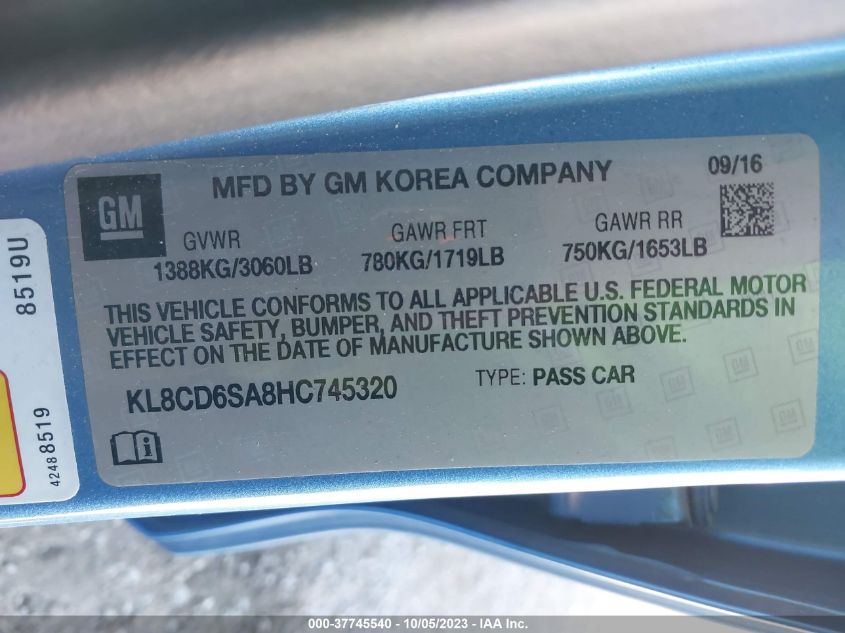 MFD BY GM KOREA COMPANY
09/16
GM
GVWR
1388KG/3060LB
GAWR FRT
780KG/1719LB
GAWR RR
750KG/1653LB
THIS VEHICLE CONFORMS TO ALL APPLICABLE U.S. FEDERAL MOTOR
VEHICLE SAFETY, BUMPER, AND THEFT PREVENTION STANDARDS IN
EFFECT ON THE DATE OF MANUFACTURE SHOWN ABOVE.
KL8CD6SA8HC745320
TYPE: PASS CAR
8519U
42488519
000-37745540 - 10/05/2023 - IAA Inc.